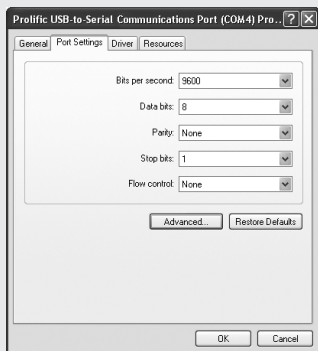 Prolific USB-to-Serial Communications Port (COM4) Pro...
General Port Settings Driver Resources
Bits per second: 9600
Data bits: 8
Parity: None
Stop bits: 1
Flow control: None
Advanced... Restore Defaults
OK Cancel